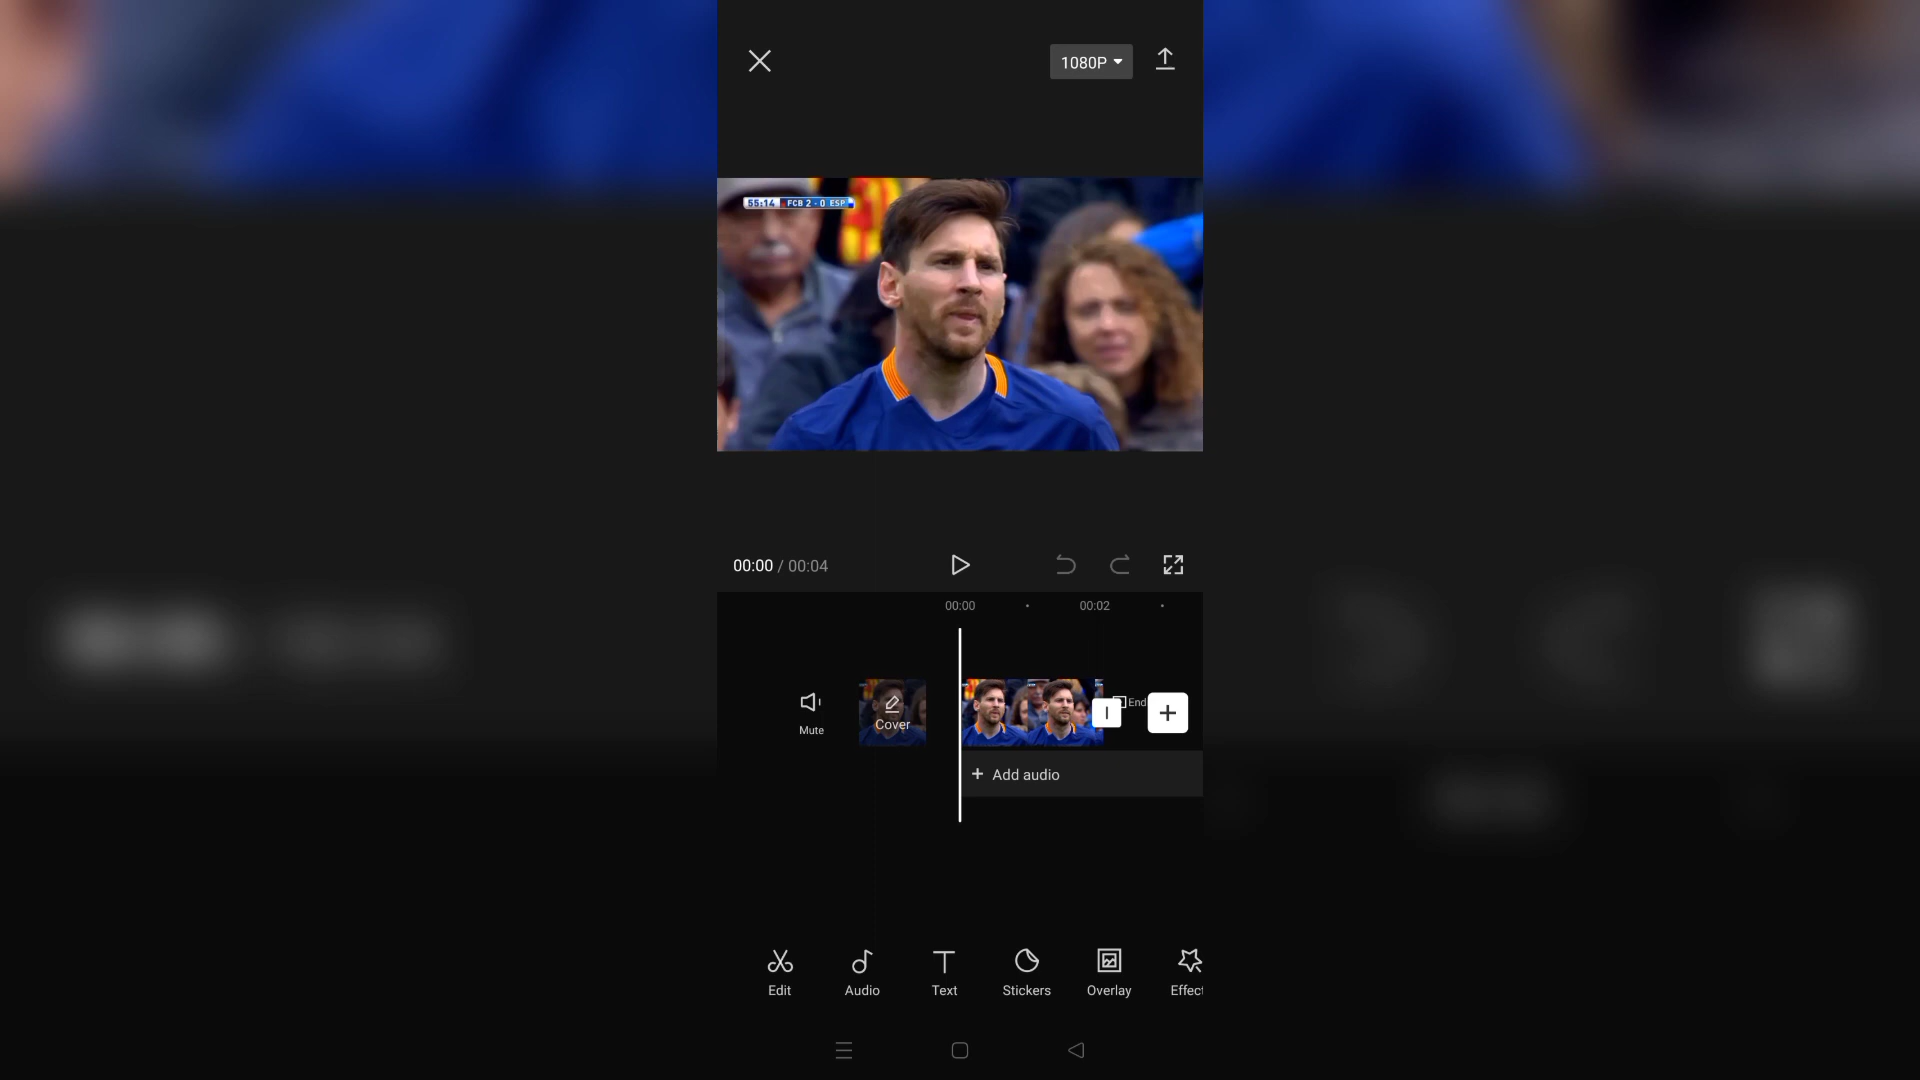 1080P
55:14 FCB 2 - 0 ESP
00:00 / 00:04
00:00 00:02
Mute
Cover
End
Add audio
Edit Audio Text Stickers Overlay Effect